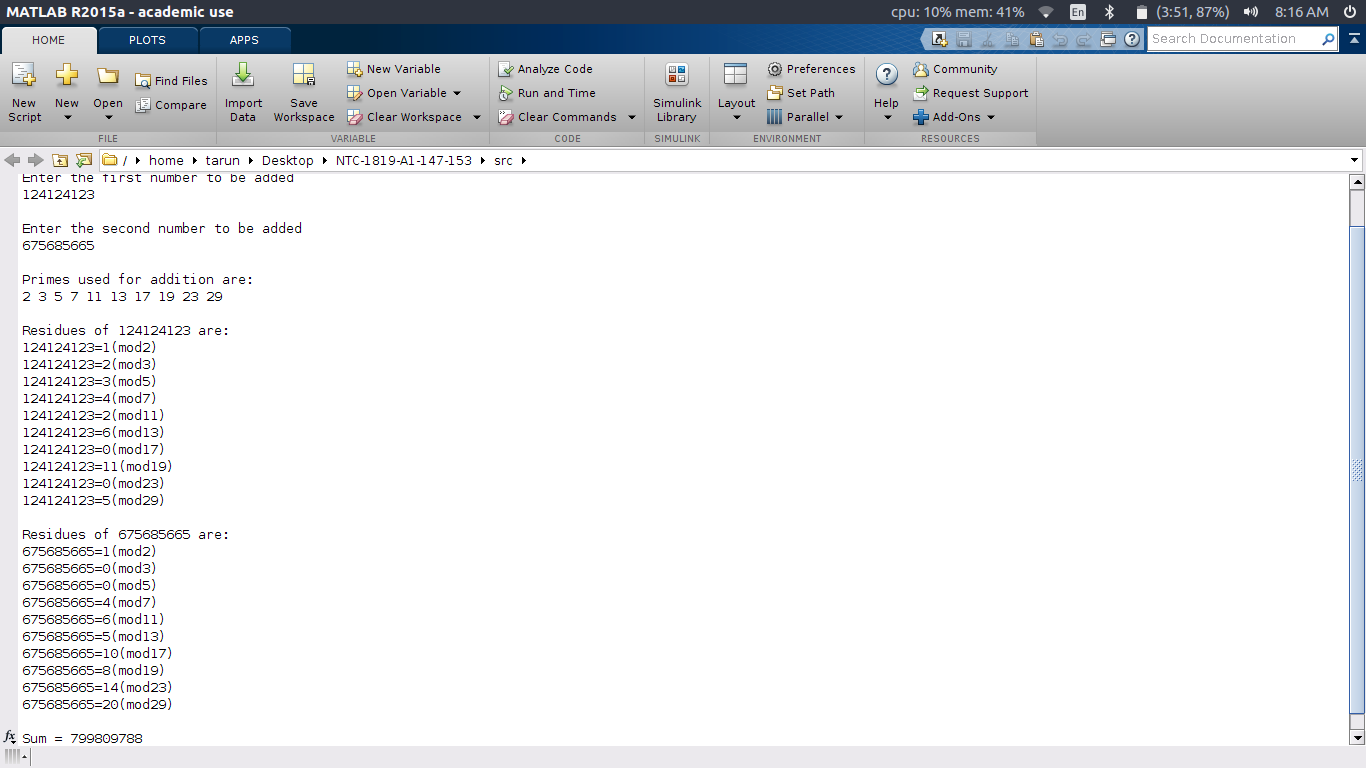 MATLAB R2015a - academic use
cpu: 10% mem: 41%
En
(3:51, 87%)
8:16 AM
HOME
PLOTS
APPS
Search Documentation
New Script
New
Open
Find Files
Compare
FILE
Import Data
Save Workspace
New Variable
Open Variable
Clear Workspace
VARIABLE
Analyze Code
Run and Time
Clear Commands
CODE
Simulink Library
SIMULINK
Layout
Preferences
Set Path
Parallel
ENVIRONMENT
Help
Community
Request Support
Add-Ons
RESOURCES
/ home tarun Desktop NTC-1819-A1-147-153 src
Enter the first number to be added
124124123
Enter the second number to be added
675685665
Primes used for addition are:
2 3 5 7 11 13 17 19 23 29
Residues of 124124123 are:
124124123=1(mod2)
124124123=2(mod3)
124124123=3(mod5)
124124123=4(mod7)
124124123=2(mod11)
124124123=6(mod13)
124124123=0(mod17)
124124123=11(mod19)
124124123=0(mod23)
124124123=5(mod29)
Residues of 675685665 are:
675685665=1(mod2)
675685665=0(mod3)
675685665=0(mod5)
675685665=4(mod7)
675685665=6(mod11)
675685665=5(mod13)
675685665=10(mod17)
675685665=8(mod19)
675685665=14(mod23)
675685665=20(mod29)
fx Sum = 799809788